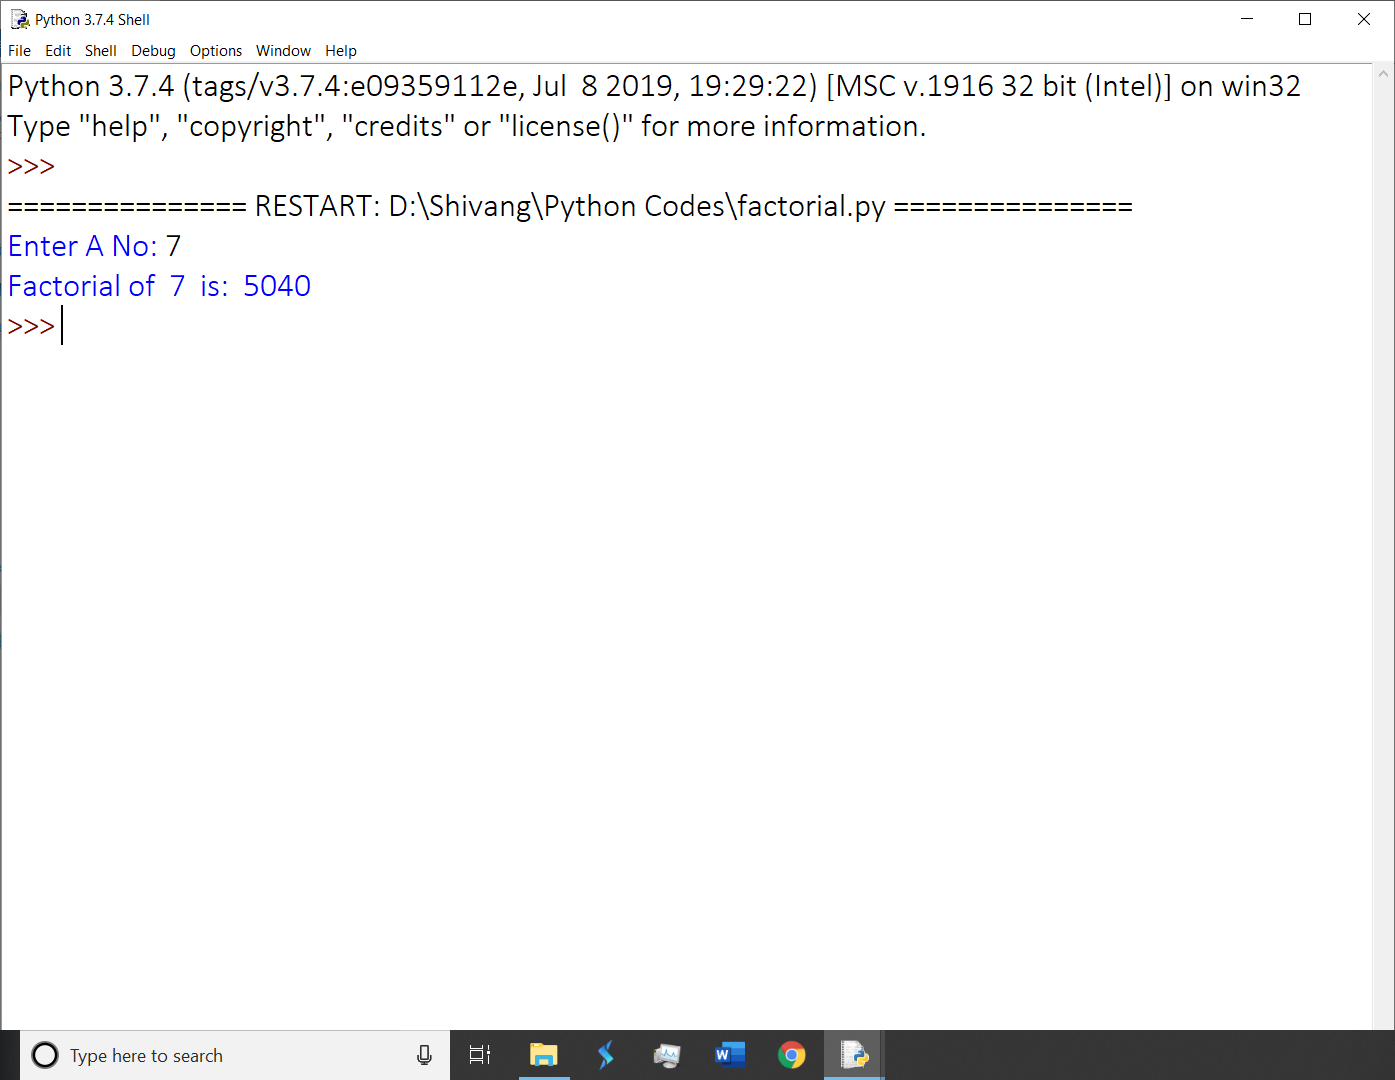 Python 3.7.4 Shell
File Edit Shell Debug Options Window Help
Python 3.7.4 (tags/v3.7.4:e09359112e, Jul  8 2019, 19:29:22) [MSC v.1916 32 bit (Intel)] on win32
Type "help", "copyright", "credits" or "license()" for more information.
>>>
=============== RESTART: D:\Shivang\Python Codes\factorial.py ===============
Enter A No: 7
Factorial of  7  is:  5040
>>>
Type here to search
W